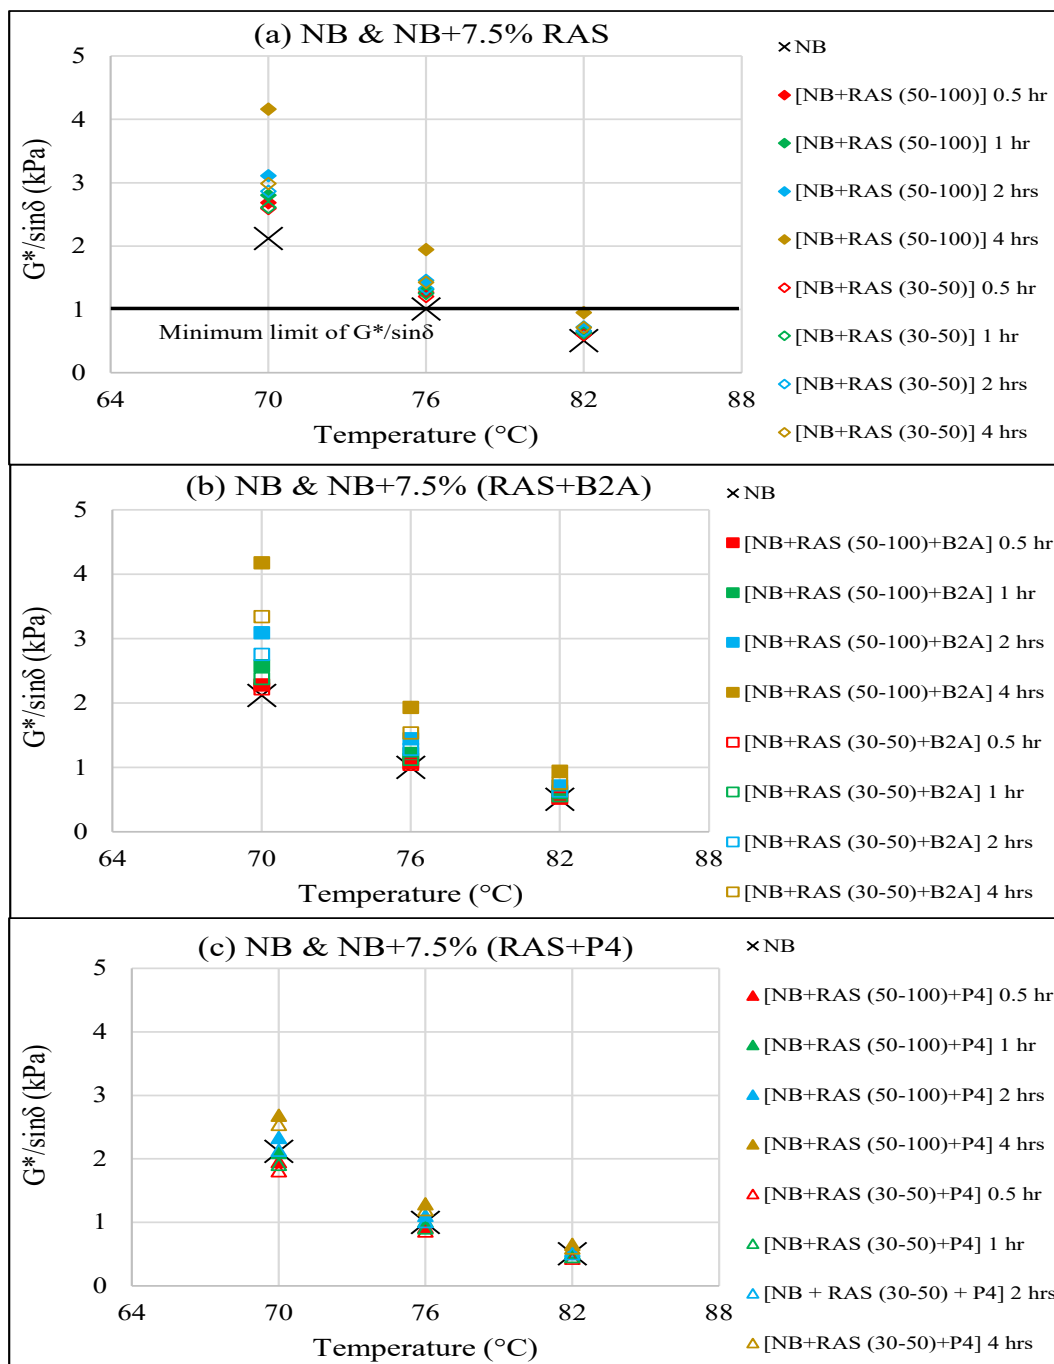 (a) NB & NB+7.5% RAS
5
4
3
2
1
0
G*/sinδ (kPa)
Minimum limit of G*/sinδ
64
70
76
82
88
Temperature (°C)
NB
[NB+RAS (50-100)] 0.5 hr
[NB+RAS (50-100)] 1 hr
[NB+RAS (50-100)] 2 hrs
[NB+RAS (50-100)] 4 hrs
[NB+RAS (30-50)] 0.5 hr
[NB+RAS (30-50)] 1 hr
[NB+RAS (30-50)] 2 hrs
[NB+RAS (30-50)] 4 hrs
(b) NB & NB+7.5% (RAS+B2A)
5
4
3
2
1
0
G*/sinδ (kPa)
64
70
76
82
88
Temperature (°C)
NB
[NB+RAS (50-100)+B2A] 0.5 hr
[NB+RAS (50-100)+B2A] 1 hr
[NB+RAS (50-100)+B2A] 2 hrs
[NB+RAS (50-100)+B2A] 4 hrs
[NB+RAS (30-50)+B2A] 0.5 hr
[NB+RAS (30-50)+B2A] 1 hr
[NB+RAS (30-50)+B2A] 2 hrs
[NB+RAS (30-50)+B2A] 4 hrs
(c) NB & NB+7.5% (RAS+P4)
5
4
3
2
1
0
G*/sinδ (kPa)
64
70
76
82
88
Temperature (°C)
NB
[NB+RAS (50-100)+P4] 0.5 hr
[NB+RAS (50-100)+P4] 1 hr
[NB+RAS (50-100)+P4] 2 hrs
[NB+RAS (50-100)+P4] 4 hrs
[NB+RAS (30-50)+P4] 0.5 hr
[NB+RAS (30-50)+P4] 1 hr
[NB + RAS (30-50) + P4] 2 hrs
[NB+RAS (30-50)+P4] 4 hrs